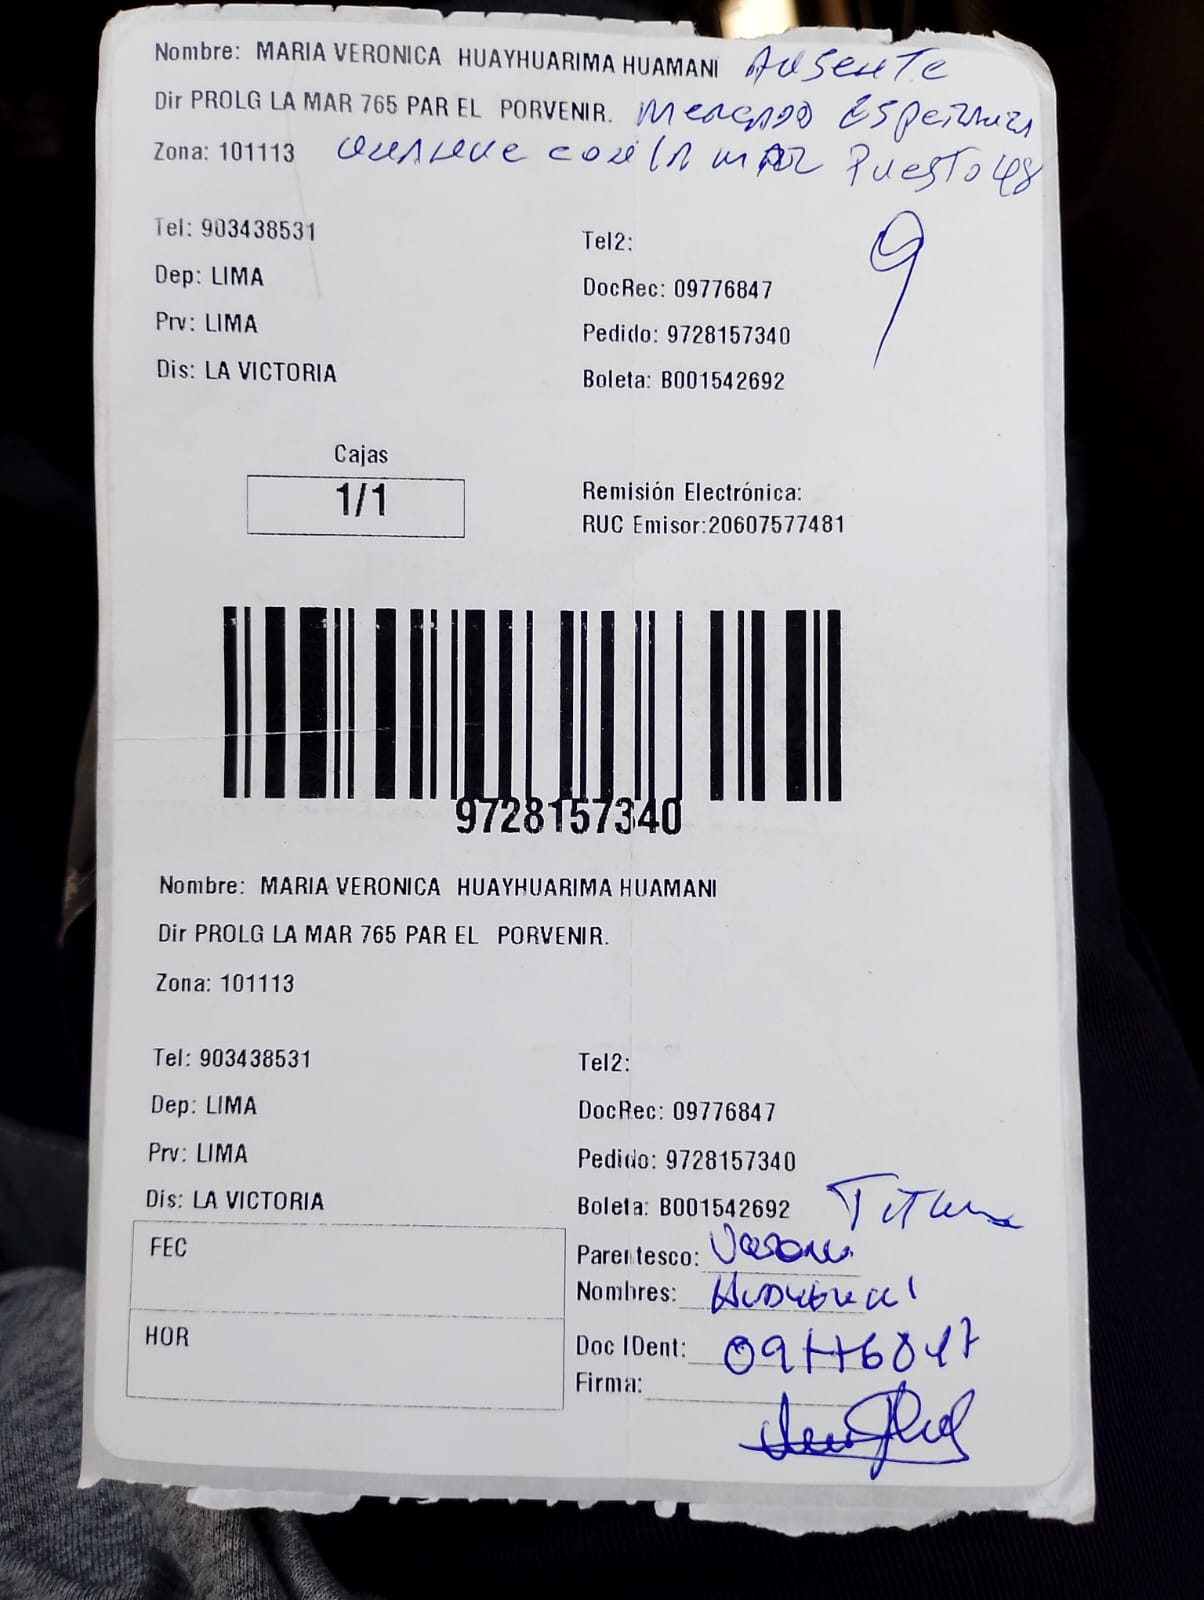 Nombre: MARIA VERONICA HUAYHUARIMA HUAMANI Ausente
Dir PROLG LA MAR 765 PAR EL PORVENIR. Mercado Esperanza
Zona: 101113 con la mar Puesto 48
9
Tel: 903438531 Tel2:
Dep: LIMA DocRec: 09776847
Prv: LIMA Pedido: 9728157340
Dis: LA VICTORIA Boleta: B001542692
Cajas
1/1
Remisión Electrónica:
RUC Emisor:20607577481
9728157340
Nombre: MARIA VERONICA HUAYHUARIMA HUAMANI
Dir PROLG LA MAR 765 PAR EL PORVENIR.
Zona: 101113
Tel: 903438531 Tel2:
Dep: LIMA DocRec: 09776847
Prv: LIMA Pedido: 9728157340
Dis: LA VICTORIA Boleta: B001542692
FEC
HOR
Parentesco:
Nombres:
Doc IDent: 09776847
Firma: